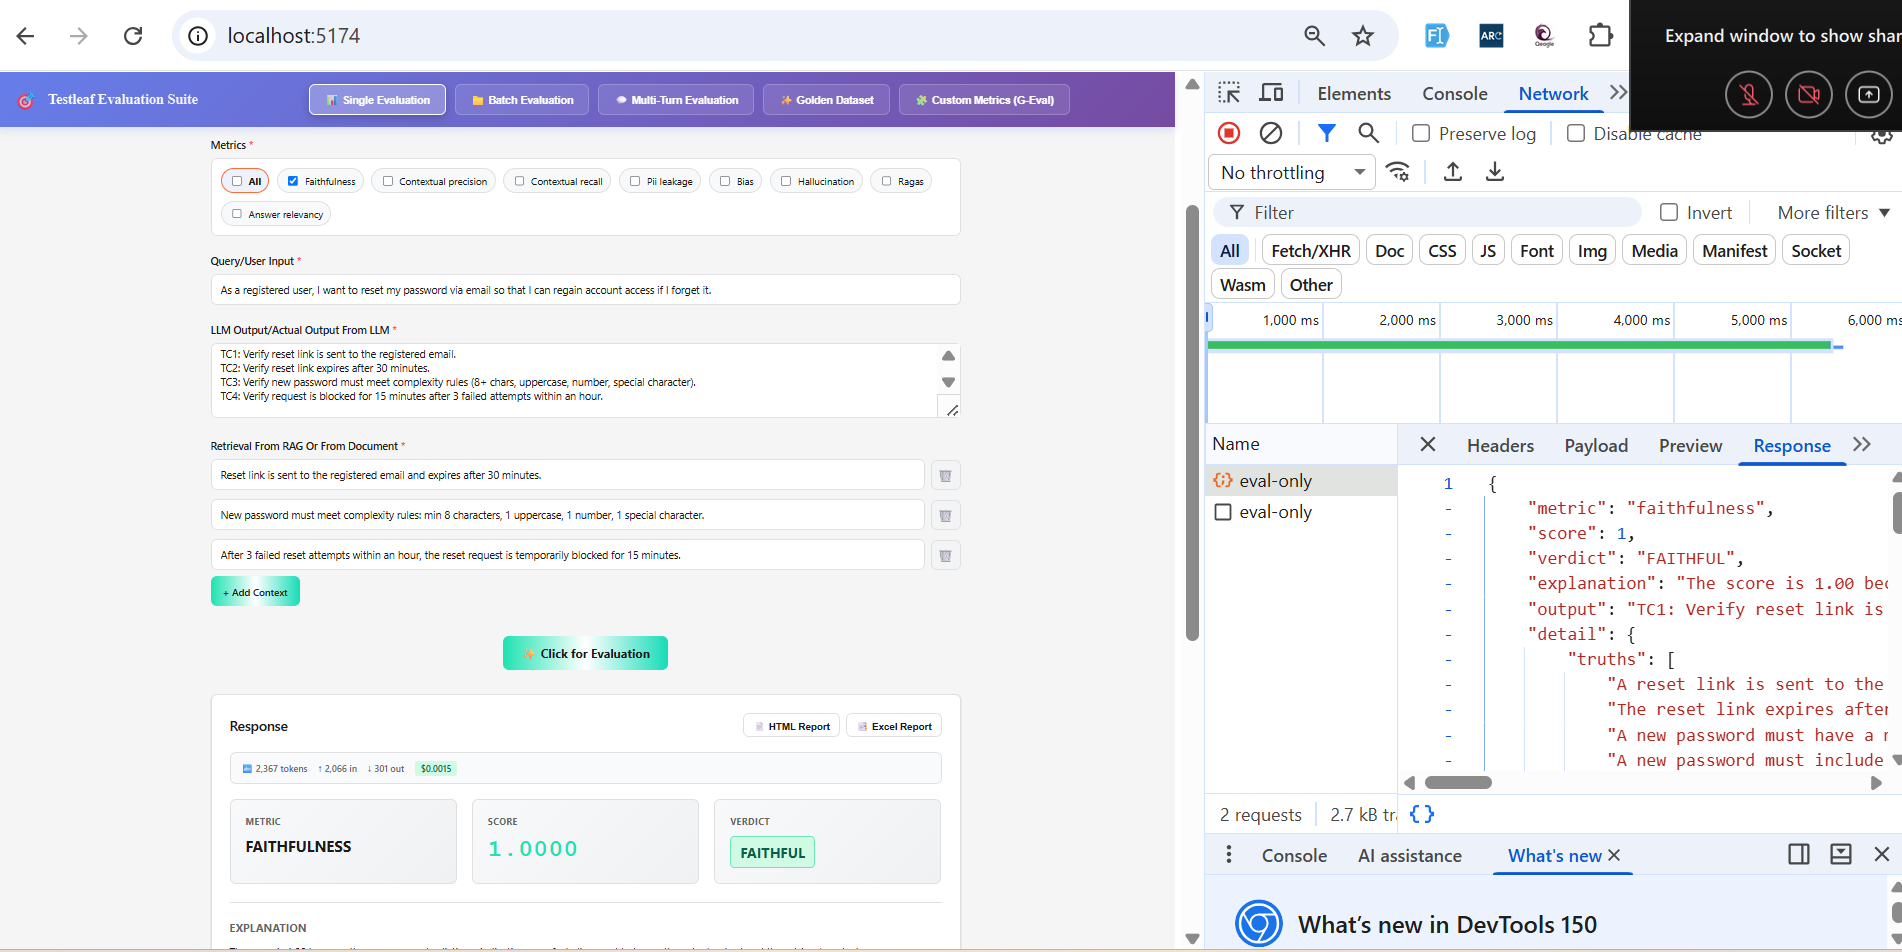 localhost:5174
FI
ARC
Oeogle
Expand window to show shar
Testleaf Evaluation Suite
Single Evaluation
Batch Evaluation
Multi-Turn Evaluation
Golden Dataset
Custom Metrics (G-Eval)
Metrics *
All
Faithfulness
Contextual precision
Contextual recall
Pii leakage
Bias
Hallucination
Ragas
Answer relevancy
Query/User Input *
As a registered user, I want to reset my password via email so that I can regain account access if I forget it.
LLM Output/Actual Output From LLM *
TC1: Verify reset link is sent to the registered email.
TC2: Verify reset link expires after 30 minutes.
TC3: Verify new password must meet complexity rules (8+ chars, uppercase, number, special character).
TC4: Verify request is blocked for 15 minutes after 3 failed attempts within an hour.
Retrieval From RAG Or From Document *
Reset link is sent to the registered email and expires after 30 minutes.
New password must meet complexity rules: min 8 characters, 1 uppercase, 1 number, 1 special character.
After 3 failed reset attempts within an hour, the reset request is temporarily blocked for 15 minutes.
+ Add Context
✨ Click for Evaluation
Response
HTML Report
Excel Report
2,367 tokens ↑ 2,066 in ↓ 301 out $0.0015
METRIC
FAITHFULNESS
SCORE
1.0000
VERDICT
FAITHFUL
EXPLANATION
Elements
Console
Network
Preserve log
Disable cache
No throttling
Filter
Invert
More filters
All
Fetch/XHR
Doc
CSS
JS
Font
Img
Media
Manifest
Socket
Wasm
Other
1,000 ms
2,000 ms
3,000 ms
4,000 ms
5,000 ms
6,000 ms
Name
eval-only
eval-only
Headers
Payload
Preview
Response
1 {
- "metric": "faithfulness",
- "score": 1,
- "verdict": "FAITHFUL",
- "explanation": "The score is 1.00 bec
- "output": "TC1: Verify reset link is
- "detail": {
- "truths": [
- "A reset link is sent to the
- "The reset link expires after
- "A new password must have a m
- "A new password must include
2 requests
2.7 kB tr
{ }
Console
AI assistance
What's new
What's new in DevTools 150